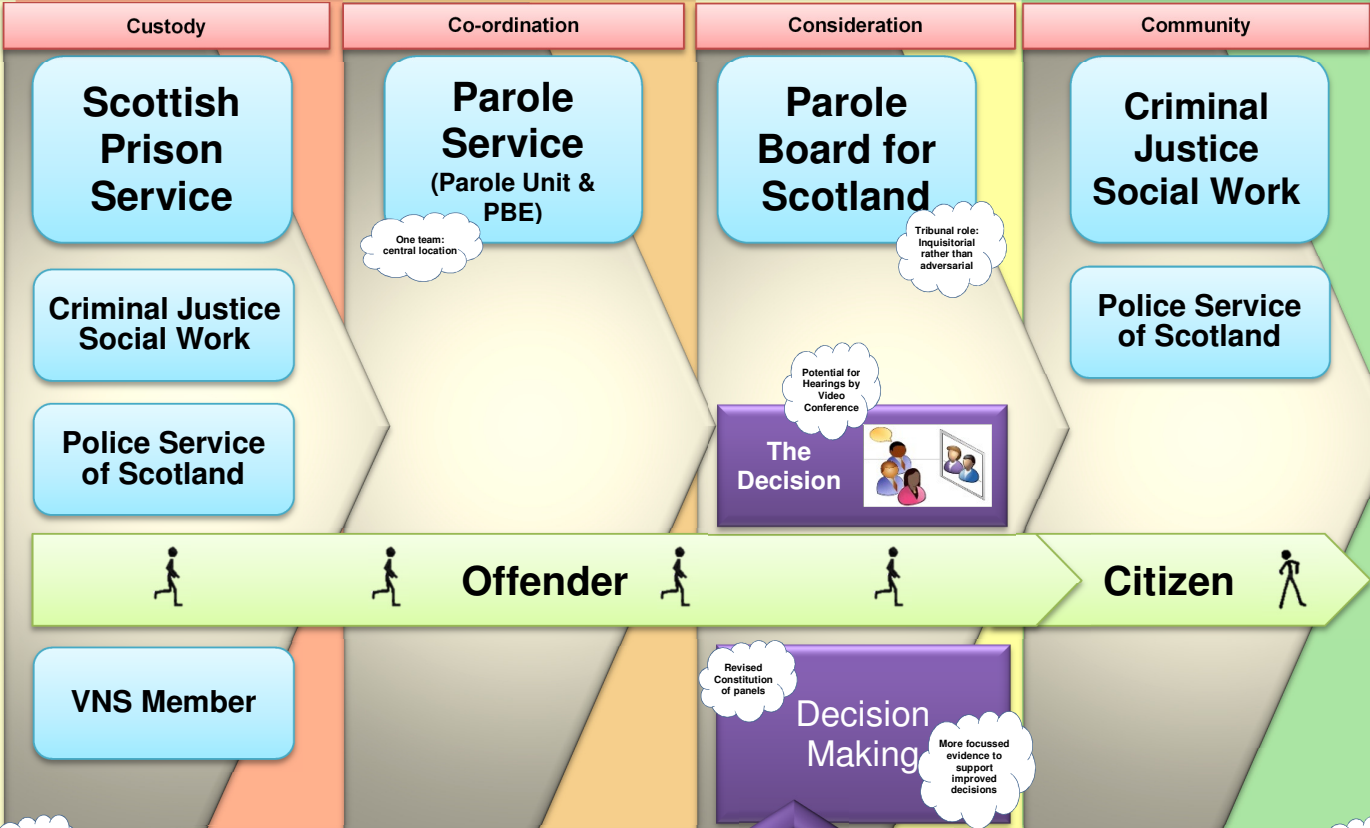 Custody
Co-ordination
Consideration
Community
Scottish
Prison
Service
Parole
Service
(Parole Unit &
PBE)
One team:
central location
Parole
Board for
Scotland
Tribunal role:
Inquisitorial
rather than
adversarial
Criminal
Justice
Social Work
Criminal Justice
Social Work
Police Service
of Scotland
Police Service
of Scotland
Potential for
Hearings by
Video
Conference
The
Decision
Offender
Citizen
VNS Member
Revised
Constitution
of panels
Decision
Making
More focussed
evidence to
support
improved
decisions